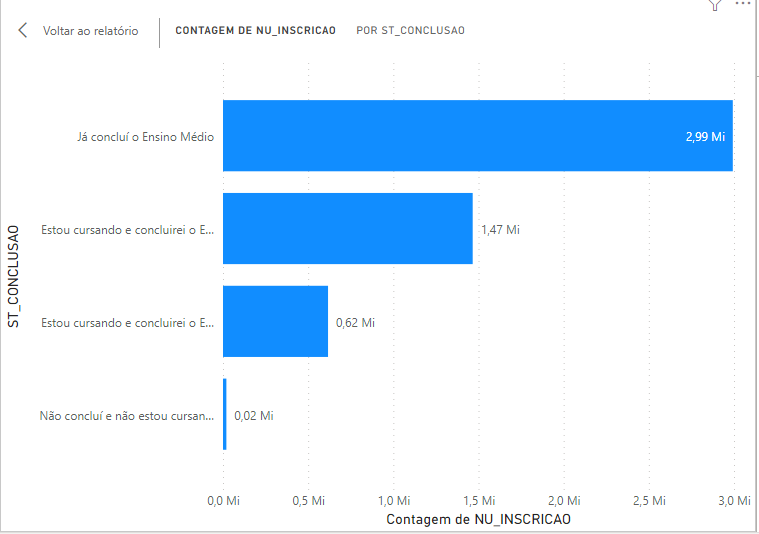 Voltar ao relatório
CONTAGEM DE NU_INSCRICAO POR ST_CONCLUSAO
Já concluí o Ensino Médio
2,99 Mi
Estou cursando e concluirei o E...
1,47 Mi
Estou cursando e concluirei o E...
0,62 Mi
Não concluí e não estou cursan...
0,02 Mi
ST_CONCLUSAO
0,0 Mi 0,5 Mi 1,0 Mi 1,5 Mi 2,0 Mi 2,5 Mi 3,0 Mi
Contagem de NU_INSCRICAO